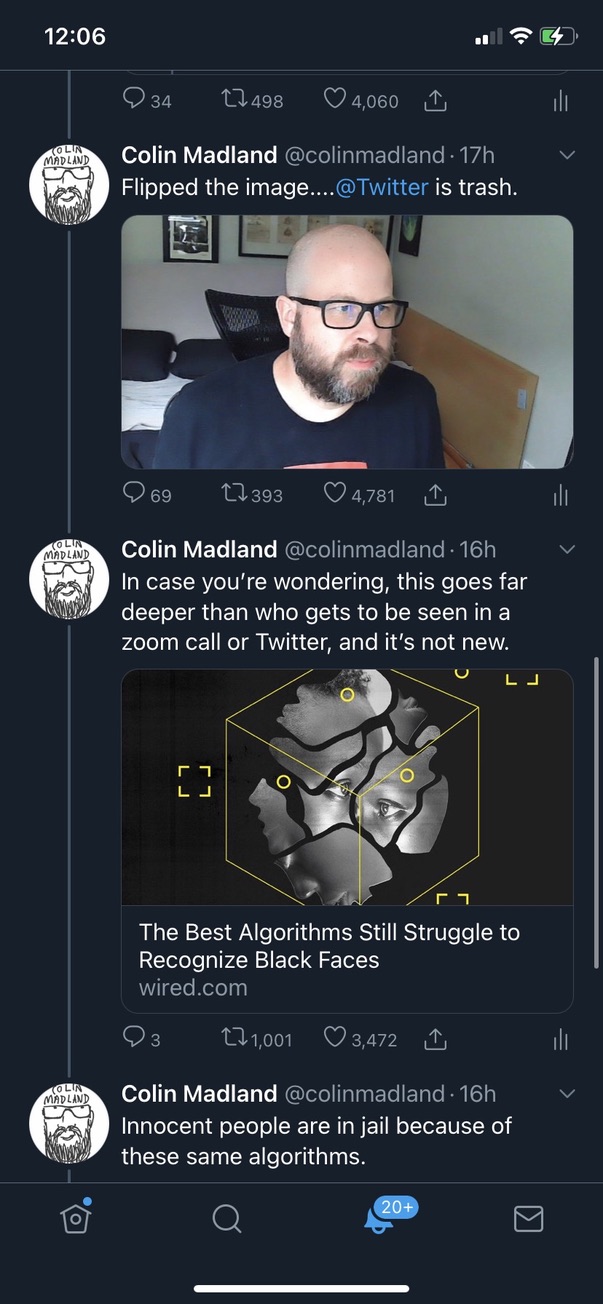 12:06
34 498 4,060
COLIN
MADLAND
Colin Madland @colinmadland · 17h
Flipped the image....@Twitter is trash.
69 393 4,781
COLIN
MADLAND
Colin Madland @colinmadland · 16h
In case you're wondering, this goes far
deeper than who gets to be seen in a
zoom call or Twitter, and it's not new.
The Best Algorithms Still Struggle to
Recognize Black Faces
wired.com
3 1,001 3,472
COLIN
MADLAND
Colin Madland @colinmadland · 16h
Innocent people are in jail because of
these same algorithms.
20+